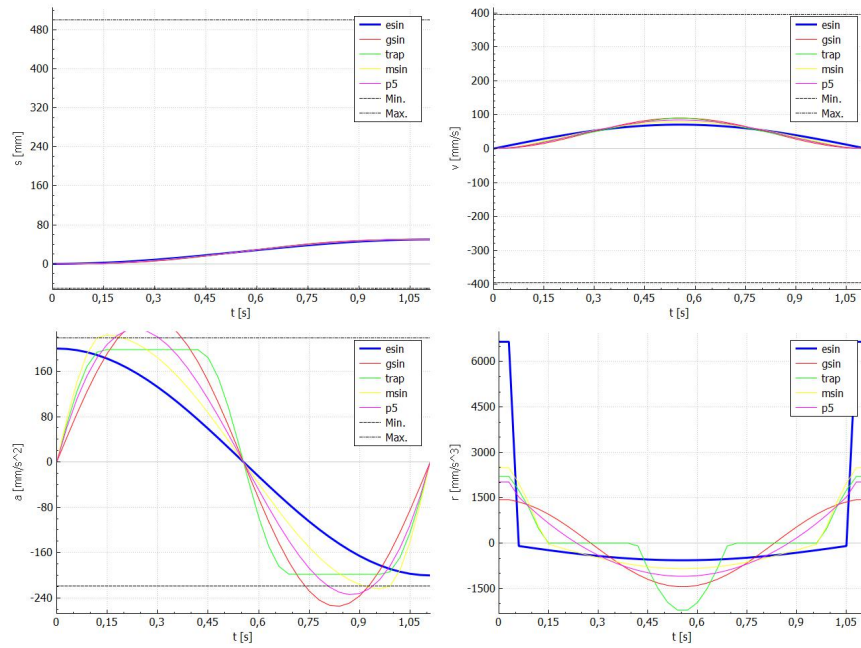 480
400
320
240
160
80
0
s [mm]
0
0,15
0,3
0,45
0,6
0,75
0,9
1,05
t [s]
esin
gsin
trap
msin
p5
Min.
Max.
400
300
200
100
0
-100
-200
-300
-400
v [mm/s]
0
0,15
0,3
0,45
0,6
0,75
0,9
1,05
t [s]
esin
gsin
trap
msin
p5
Min.
Max.
160
80
0
-80
-160
-240
a [mm/s^2]
0
0,15
0,3
0,45
0,6
0,75
0,9
1,05
t [s]
esin
gsin
trap
msin
p5
Min.
Max.
6000
4500
3000
1500
0
-1500
r [mm/s^3]
0
0,15
0,3
0,45
0,6
0,75
0,9
1,05
t [s]
esin
gsin
trap
msin
p5